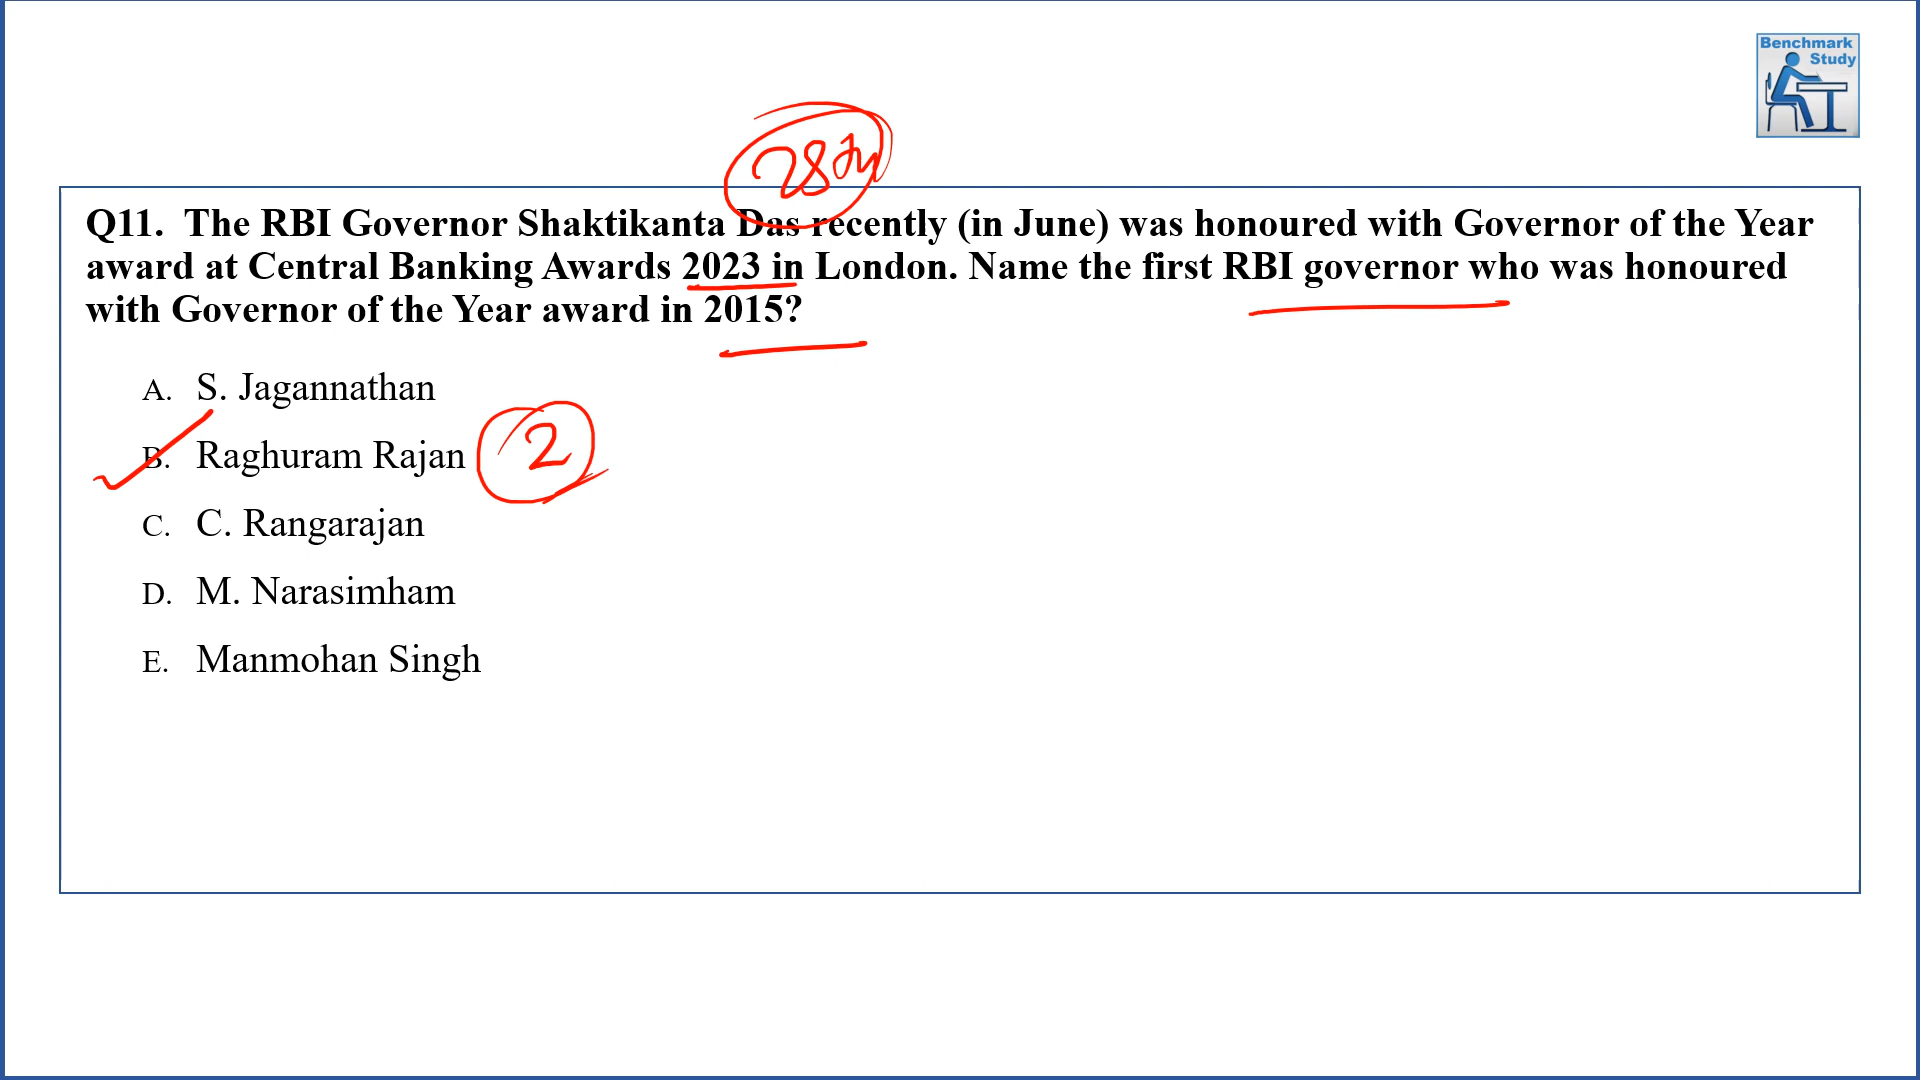 Benchmark
Study
28
Q11. The RBI Governor Shaktikanta Das recently (in June) was honoured with Governor of the Year
award at Central Banking Awards 2023 in London. Name the first RBI governor who was honoured
with Governor of the Year award in 2015?
A. S. Jagannathan
B. Raghuram Rajan 2
C. C. Rangarajan
D. M. Narasimham
E. Manmohan Singh